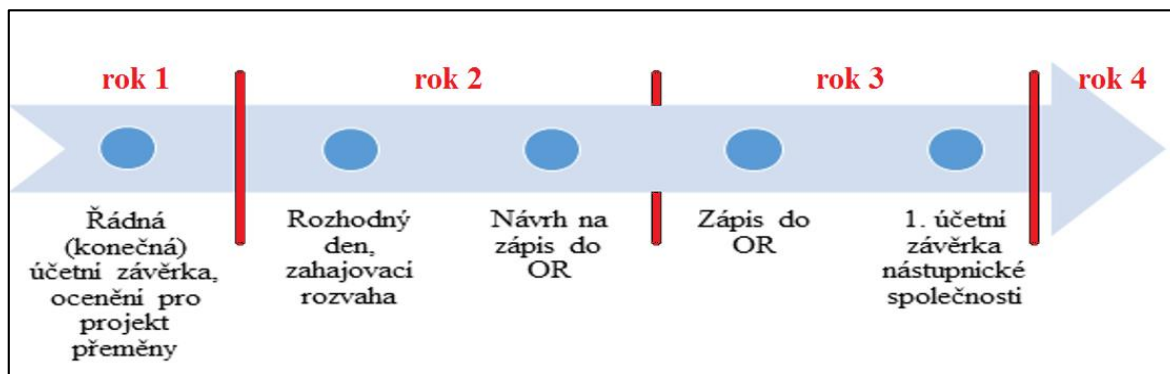 rok 1
rok 2
rok 3
rok 4
Řádná
(konečná)
účetní závěrka,
ocenění pro
projekt
přeměny
Rozhodný
den,
zahajovací
rozvaha
Návrh na
zápis do
OR
Zápis do
OR
1. účetní
závěrka
nástupnické
společnosti